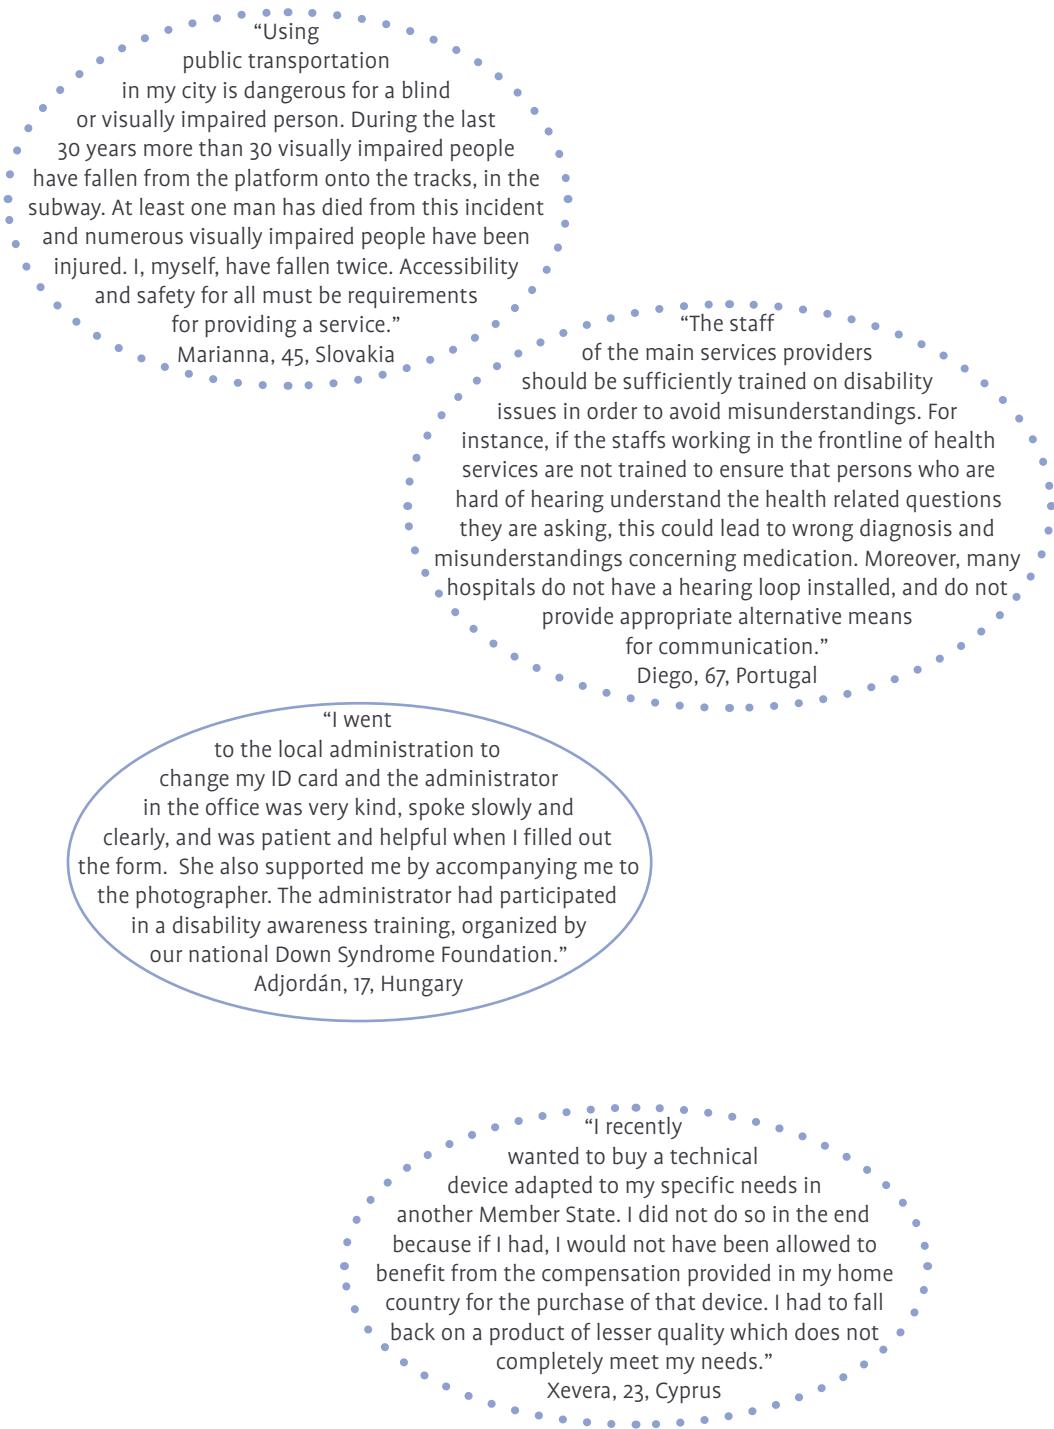 “Using
public transportation
in my city is dangerous for a blind
or visually impaired person. During the last
30 years more than 30 visually impaired people
have fallen from the platform onto the tracks, in the
subway. At least one man has died from this incident
and numerous visually impaired people have been
injured. I, myself, have fallen twice. Accessibility
and safety for all must be requirements
for providing a service.”
Marianna, 45, Slovakia
“The staff
of the main services providers
should be sufficiently trained on disability
issues in order to avoid misunderstandings. For
instance, if the staffs working in the frontline of health
services are not trained to ensure that persons who are
hard of hearing understand the health related questions
they are asking, this could lead to wrong diagnosis and
misunderstandings concerning medication. Moreover, many
hospitals do not have a hearing loop installed, and do not
provide appropriate alternative means
for communication.”
Diego, 67, Portugal
“I went
to the local administration to
change my ID card and the administrator
in the office was very kind, spoke slowly and
clearly, and was patient and helpful when I filled out
the form. She also supported me by accompanying me to
the photographer. The administrator had participated
in a disability awareness training, organized by
our national Down Syndrome Foundation.”
Adjordán, 17, Hungary
“I recently
wanted to buy a technical
device adapted to my specific needs in
another Member State. I did not do so in the end
because if I had, I would not have been allowed to
benefit from the compensation provided in my home
country for the purchase of that device. I had to fall
back on a product of lesser quality which does not
completely meet my needs.”
Xevera, 23, Cyprus